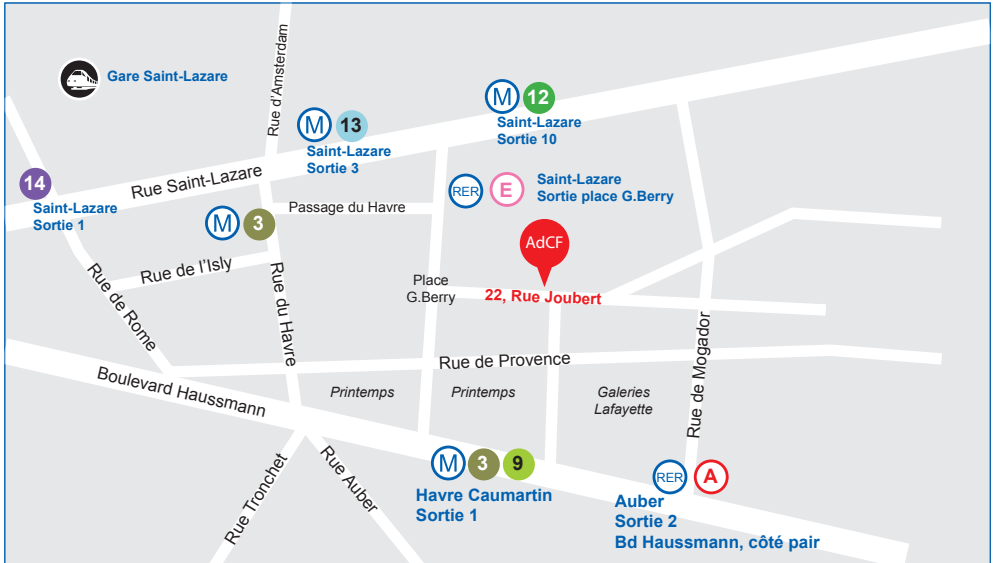 Gare Saint-Lazare
Rue d'Amsterdam
M 12
Saint-Lazare
Sortie 10
M 13
Saint-Lazare
Sortie 3
Rue Saint-Lazare
14
Saint-Lazare
Sortie 1
RER E
Saint-Lazare
Sortie place G.Berry
Passage du Havre
M 3
AdCF
Rue de l'Isly
Place
G.Berry
22, Rue Joubert
Rue de Rome
Rue du Havre
Rue de Provence
Rue de Mogador
Boulevard Haussmann
Printemps
Printemps
Galeries
Lafayette
Rue Tronchet
Rue Auber
M 3 9
Havre Caumartin
Sortie 1
RER A
Auber
Sortie 2
Bd Haussmann, côté pair